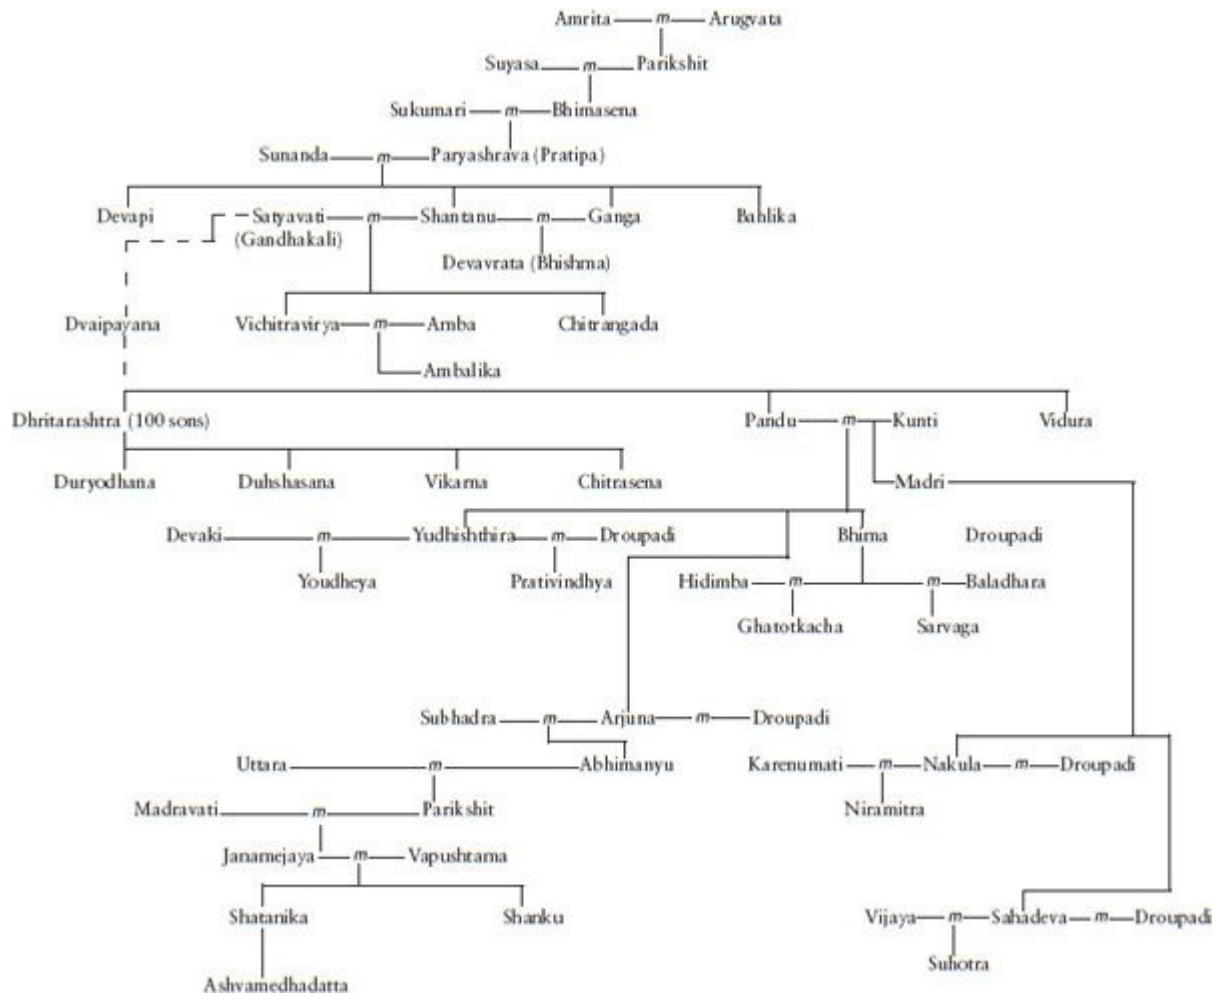 Amrita m Arugvata
Suyasa m Parikshit
Sukumari m Bhimasena
Sunanda m Paryashrava (Pratipa)
Devapi Satyavati m Shantanu m Ganga Bahlika
(Gandhakali)
Devavrata (Bhishma)
Dvaipayana Vichitravirya m Amba Chitrangada
Ambalika
Dhritarashtra (100 sons) Pandu m Kunti Vidura
Duryodhana Duhshasana Vikarna Chitrasena Madri
Devaki m Yudhishthira m Droupadi Bhima Droupadi
Youdheya Prativindhya Hidimba m m Baladhara
Ghatotkacha Sarvaga
Subhadra m Arjuna m Droupadi
Uttara m Abhimanyu Karenumati m Nakula m Droupadi
Madravati m Parikshit Niramitra
Janamejaya m Vapushtama
Shatanika Shanku Vijaya m Sahadeva m Droupadi
Suhotra
Ashvamedhadatta